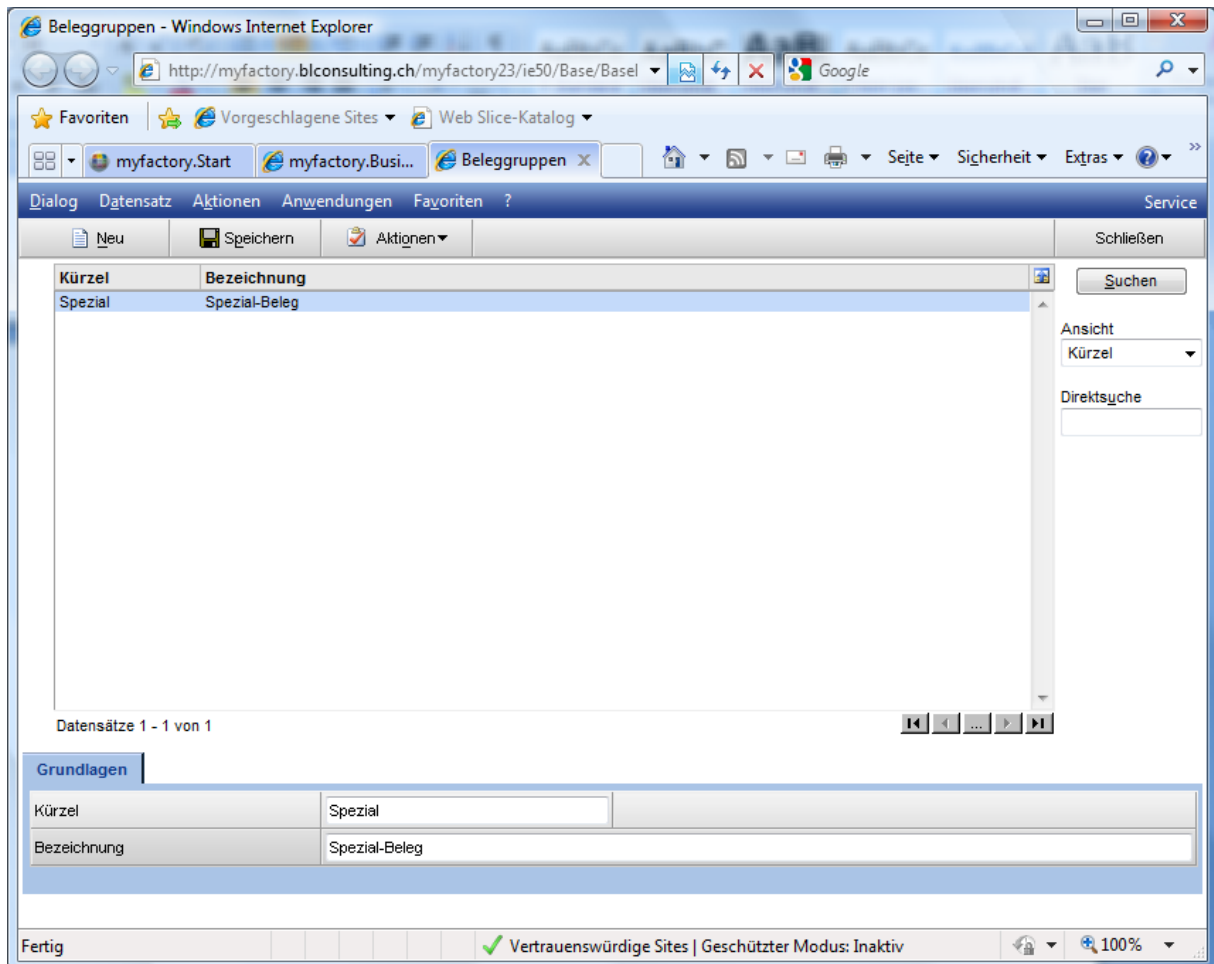 Beleggruppen - Windows Internet Explorer
http://myfactory.blconsulting.ch/myfactory23/ie50/Base/Basel
Google
Favoriten
Vorgeschlagene Sites
Web Slice-Katalog
myfactory.Start
myfactory.Busi...
Beleggruppen
Seite
Sicherheit
Extras
Dialog Datensatz Aktionen Anwendungen Favoriten ? Service
Neu Speichern Aktionen Schließen
Kürzel Bezeichnung
Spezial Spezial-Beleg
Suchen
Ansicht
Kürzel
Direktsuche
Datensätze 1 - 1 von 1
...
Grundlagen
Kürzel Spezial
Bezeichnung Spezial-Beleg
Fertig Vertrauenswürdige Sites | Geschützter Modus: Inaktiv 100%